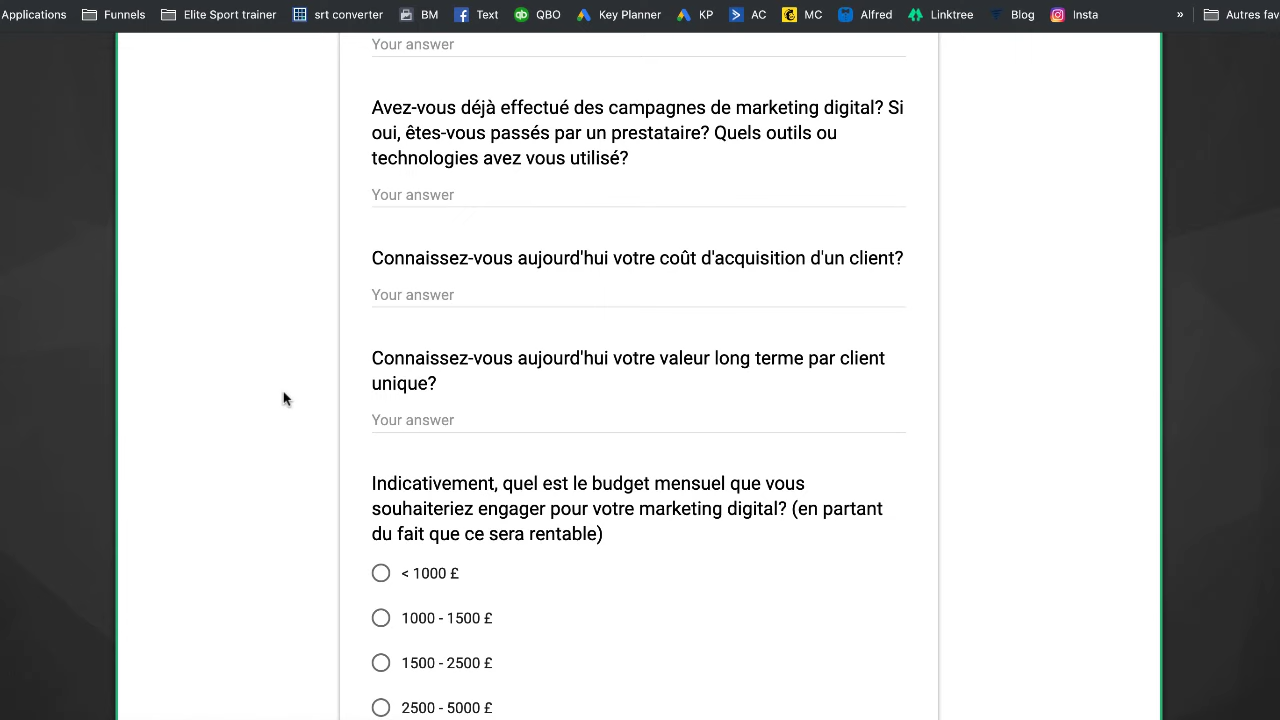 Applications Funnels Elite Sport trainer srt converter BM Text QBO Key Planner KP AC MC Alfred Linktree Blog Insta » Autres fav
Your answer
Avez-vous déjà effectué des campagnes de marketing digital? Si
oui, êtes-vous passés par un prestataire? Quels outils ou
technologies avez vous utilisé?
Your answer
Connaissez-vous aujourd'hui votre coût d'acquisition d'un client?
Your answer
Connaissez-vous aujourd'hui votre valeur long terme par client
unique?
Your answer
Indicativement, quel est le budget mensuel que vous
souhaiteriez engager pour votre marketing digital? (en partant
du fait que ce sera rentable)
< 1000 £
1000 - 1500 £
1500 - 2500 £
2500 - 5000 £